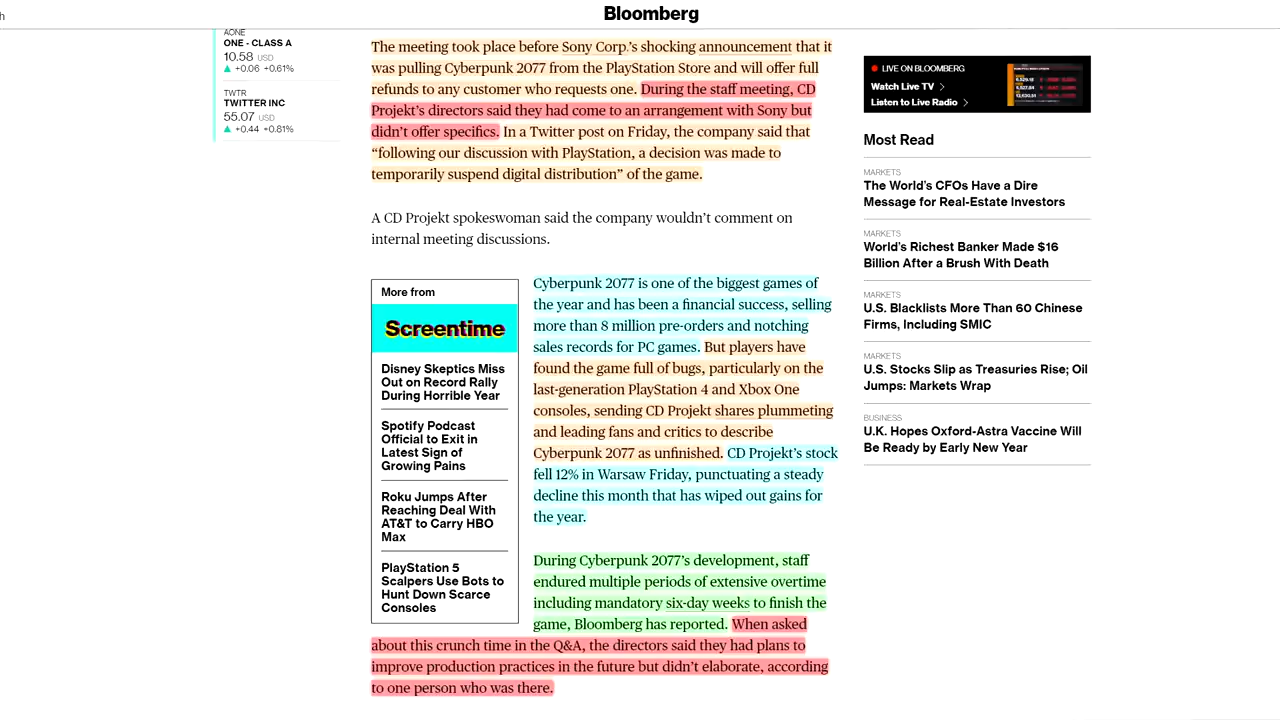 h
Bloomberg
AONE
ONE - CLASS A
10.58 USD
+0.06 +0.61%
TWTR
TWITTER INC
55.07 USD
+0.44 +0.81%
The meeting took place before Sony Corp.’s shocking announcement that it
was pulling Cyberpunk 2077 from the PlayStation Store and will offer full
refunds to any customer who requests one. During the staff meeting, CD
Projekt’s directors said they had come to an arrangement with Sony but
didn’t offer specifics. In a Twitter post on Friday, the company said that
“following our discussion with PlayStation, a decision was made to
temporarily suspend digital distribution” of the game.
A CD Projekt spokeswoman said the company wouldn’t comment on
internal meeting discussions.
More from
Screentime
Disney Skeptics Miss
Out on Record Rally
During Horrible Year
Spotify Podcast
Official to Exit in
Latest Sign of
Growing Pains
Roku Jumps After
Reaching Deal With
AT&T to Carry HBO
Max
PlayStation 5
Scalpers Use Bots to
Hunt Down Scarce
Consoles
Cyberpunk 2077 is one of the biggest games of
the year and has been a financial success, selling
more than 8 million pre-orders and notching
sales records for PC games. But players have
found the game full of bugs, particularly on the
last-generation PlayStation 4 and Xbox One
consoles, sending CD Projekt shares plummeting
and leading fans and critics to describe
Cyberpunk 2077 as unfinished. CD Projekt’s stock
fell 12% in Warsaw Friday, punctuating a steady
decline this month that has wiped out gains for
the year.
During Cyberpunk 2077’s development, staff
endured multiple periods of extensive overtime
including mandatory six-day weeks to finish the
game, Bloomberg has reported. When asked
about this crunch time in the Q&A, the directors said they had plans to
improve production practices in the future but didn’t elaborate, according
to one person who was there.
LIVE ON BLOOMBERG
Watch Live TV
Listen to Live Radio
Most Read
MARKETS
The World’s CFOs Have a Dire
Message for Real-Estate Investors
MARKETS
World’s Richest Banker Made $16
Billion After a Brush With Death
MARKETS
U.S. Blacklists More Than 60 Chinese
Firms, Including SMIC
MARKETS
U.S. Stocks Slip as Treasuries Rise; Oil
Jumps: Markets Wrap
BUSINESS
U.K. Hopes Oxford-Astra Vaccine Will
Be Ready by Early New Year